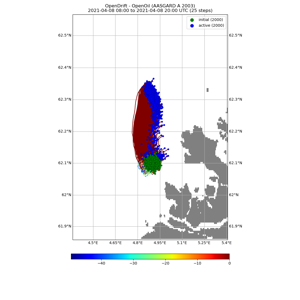 OpenDrift - OpenOil (AASGARD A 2003)
2021-04-08 08:00 to 2021-04-08 20:00 UTC (25 steps)
initial (2000)
active (2000)
62.5°N 62.5°N
62.4°N 62.4°N
62.3°N 62.3°N
62.2°N 62.2°N
62.1°N 62.1°N
62°N 62°N
61.9°N 61.9°N
4.5°E 4.65°E 4.8°E 4.95°E 5.1°E 5.25°E 5.4°E
−40 −30 −20 −10 0